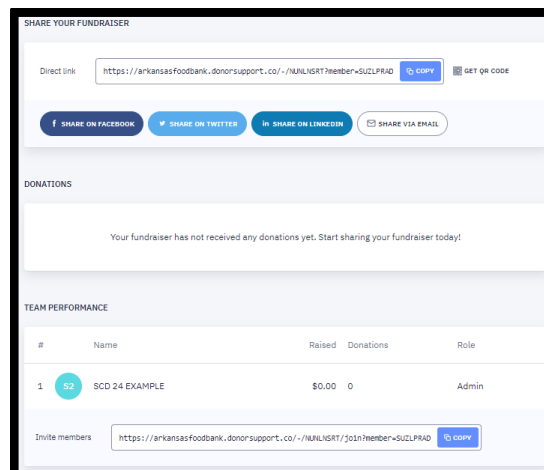 SHARE YOUR FUNDRAISER
Direct link https://arkansasfoodbank.donorsupport.co/-/NUNLNSRT?member=SUZLPRAD COPY GET QR CODE
f SHARE ON FACEBOOK SHARE ON TWITTER in SHARE ON LINKEDIN SHARE VIA EMAIL
DONATIONS
Your fundraiser has not received any donations yet. Start sharing your fundraiser today!
TEAM PERFORMANCE
# Name Raised Donations Role
1 S2 SCD 24 EXAMPLE $0.00 0 Admin
Invite members https://arkansasfoodbank.donorsupport.co/-/NUNLNSRT/join?member=SUZLPRAD COPY